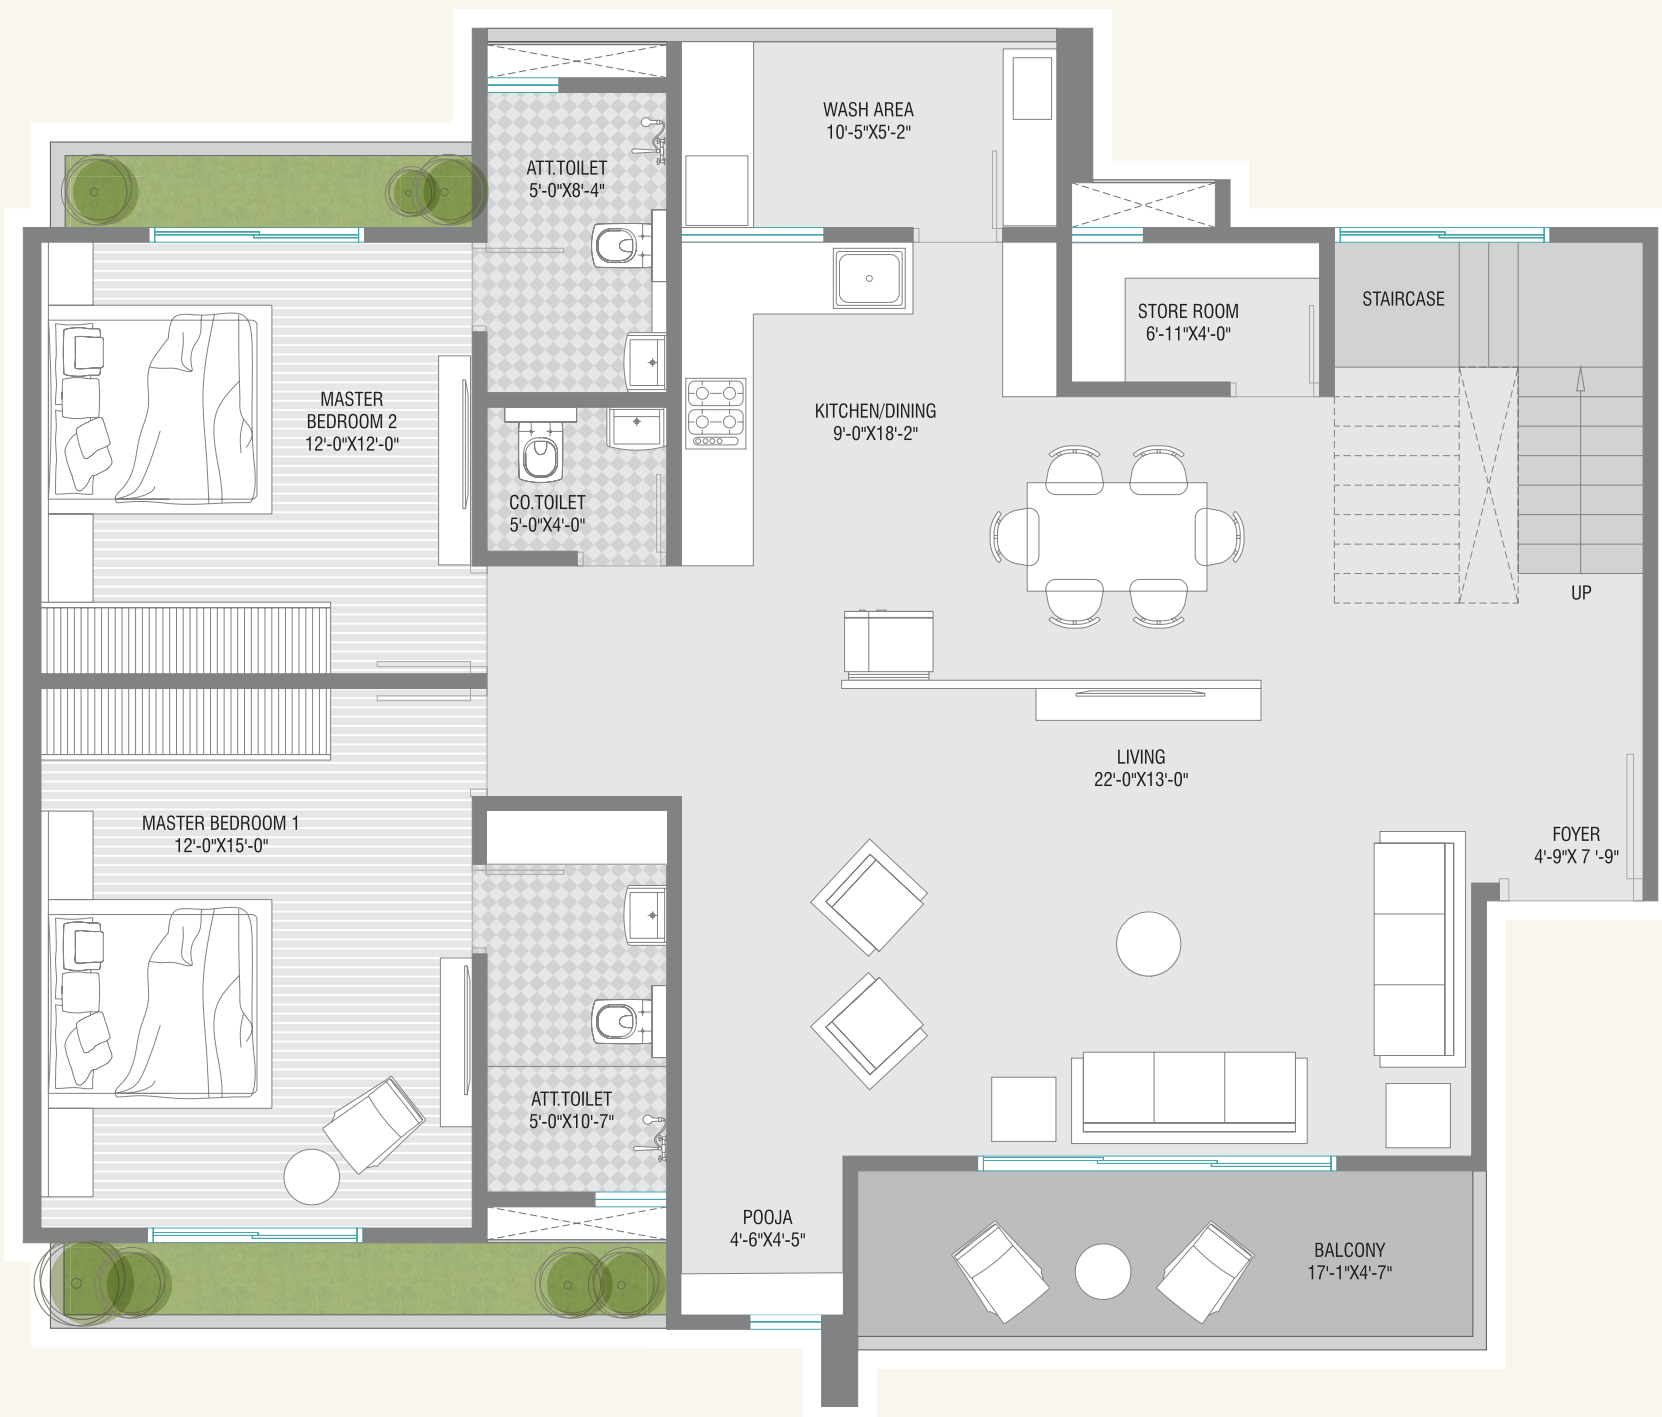 WASH AREA
10'-5"X5'-2"
ATT.TOILET
5'-0"X8'-4"
STAIRCASE
STORE ROOM
6'-11"X4'-0"
MASTER
BEDROOM 2
12'-0"X12'-0"
KITCHEN/DINING
9'-0"X18'-2"
CO.TOILET
5'-0"X4'-0"
UP
LIVING
22'-0"X13'-0"
MASTER BEDROOM 1
12'-0"X15'-0"
FOYER
4'-9"X 7 '-9"
ATT.TOILET
5'-0"X10'-7"
POOJA
4'-6"X4'-5"
BALCONY
17'-1"X4'-7"